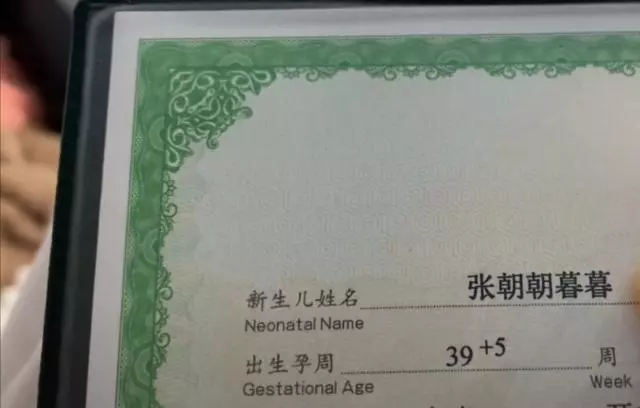 新生儿姓名 张朝朝暮暮
Neonatal Name
出生孕周 39+5 周
Gestational Age Week